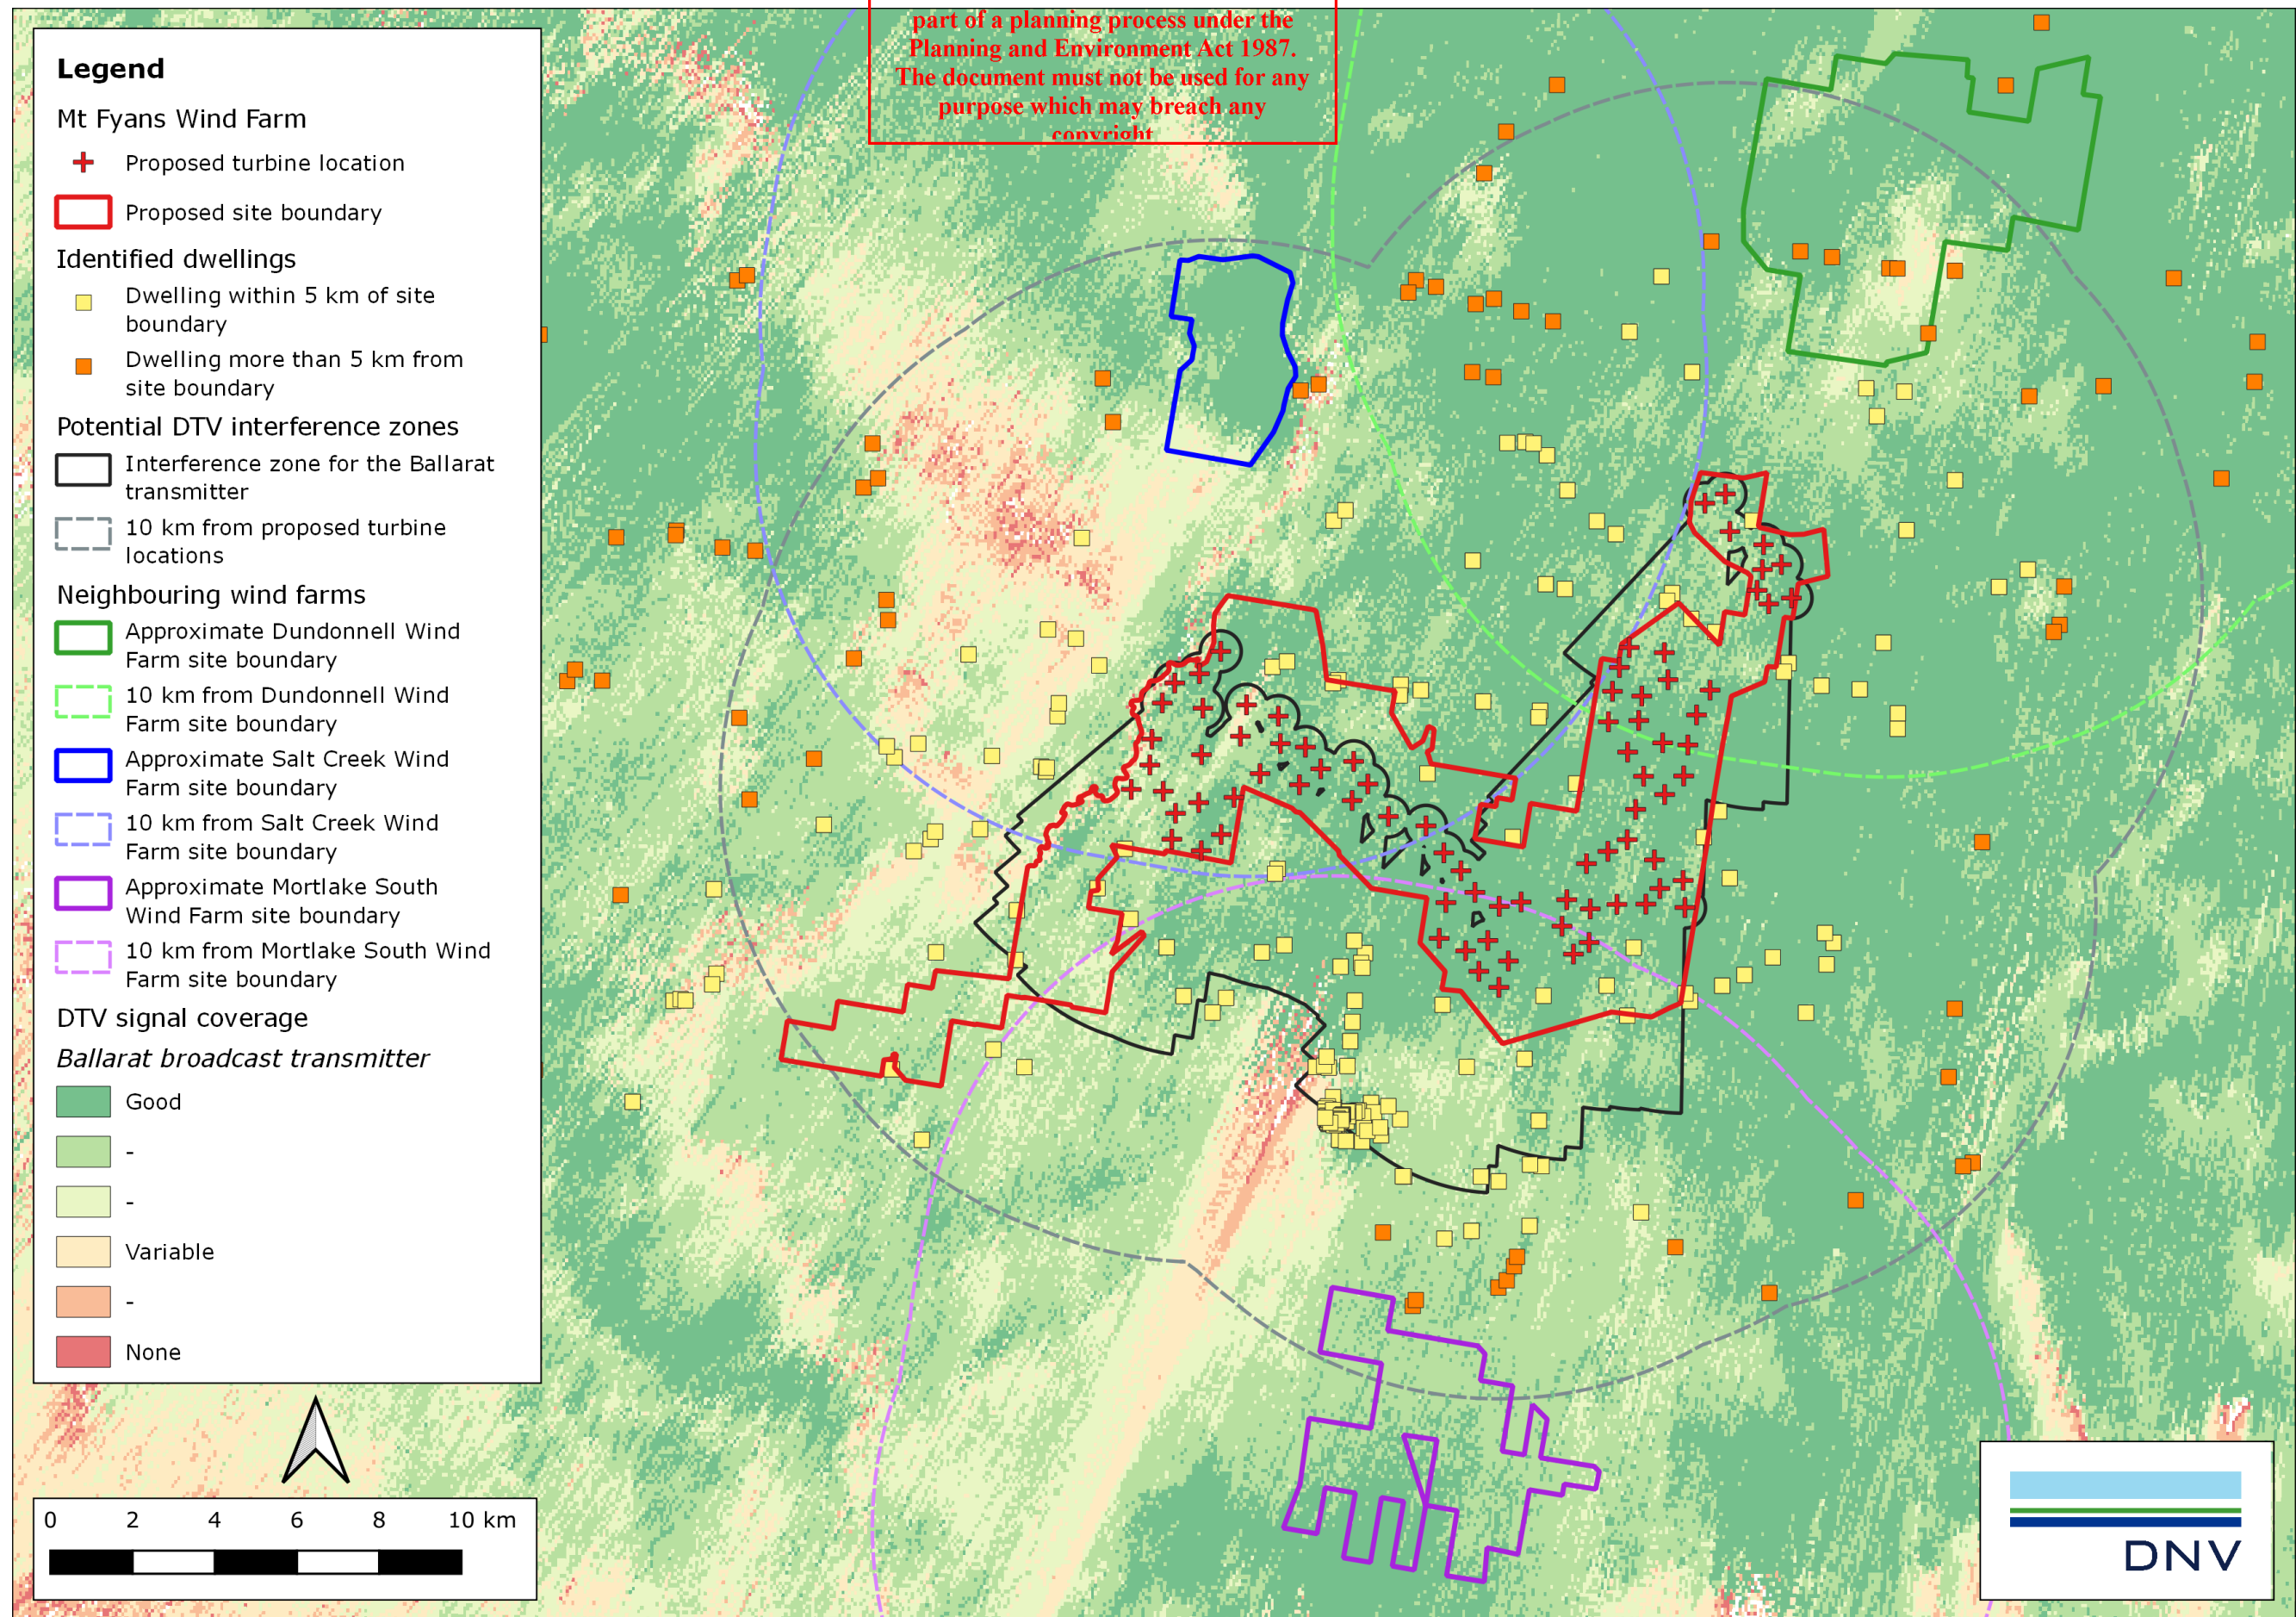 part of a planning process under the
Planning and Environment Act 1987.
The document must not be used for any
purpose which may breach any
copyright
Legend
Mt Fyans Wind Farm
Proposed turbine location
Proposed site boundary
Identified dwellings
Dwelling within 5 km of site
boundary
Dwelling more than 5 km from
site boundary
Potential DTV interference zones
Interference zone for the Ballarat
transmitter
10 km from proposed turbine
locations
Neighbouring wind farms
Approximate Dundonnell Wind
Farm site boundary
10 km from Dundonnell Wind
Farm site boundary
Approximate Salt Creek Wind
Farm site boundary
10 km from Salt Creek Wind
Farm site boundary
Approximate Mortlake South
Wind Farm site boundary
10 km from Mortlake South Wind
Farm site boundary
DTV signal coverage
Ballarat broadcast transmitter
Good
-
-
Variable
-
None
0 2 4 6 8 10 km
DNV